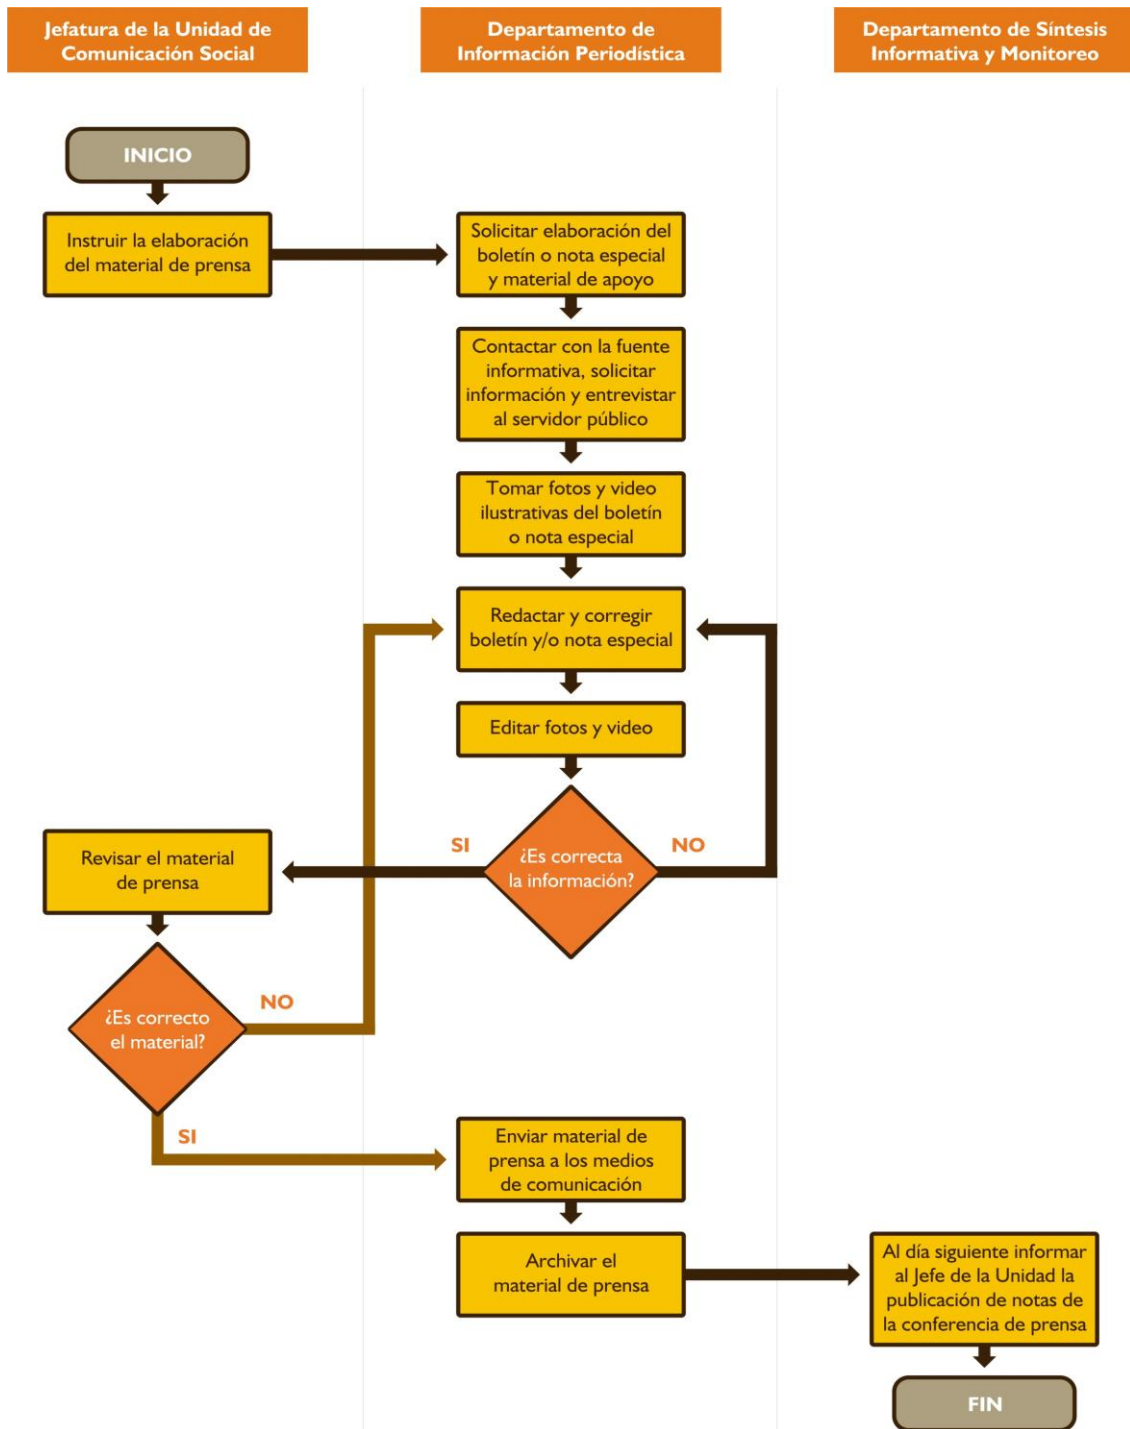 Jefatura de la Unidad de
Comunicación Social
Departamento de
Información Periodística
Departamento de Síntesis
Informativa y Monitoreo
INICIO
Instruir la elaboración
del material de prensa
Solicitar elaboración del
boletín o nota especial
y material de apoyo
Contactar con la fuente
informativa, solicitar
información y entrevistar
al servidor público
Tomar fotos y video
ilustrativas del boletín
o nota especial
Redactar y corregir
boletín y/o nota especial
Editar fotos y video
¿Es correcta
la información?
SI
NO
Revisar el material
de prensa
¿Es correcto
el material?
NO
SI
Enviar material de
prensa a los medios
de comunicación
Archivar el
material de prensa
Al día siguiente informar
al Jefe de la Unidad la
publicación de notas de
la conferencia de prensa
FIN